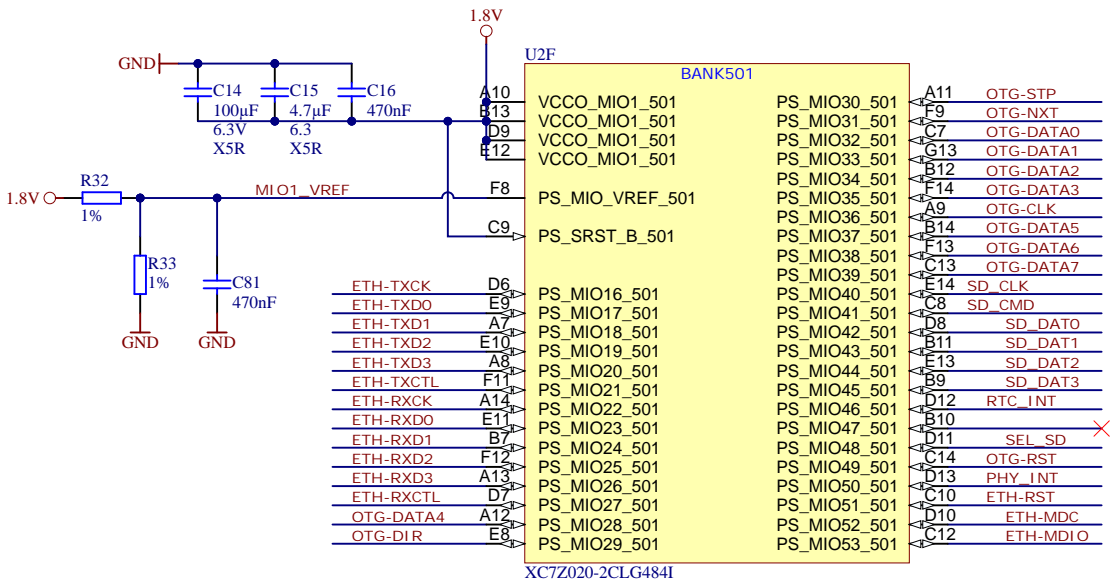 1.8V
U2F
BANK501
GND
C14
100µF
6.3V
X5R
C15
4.7µF
6.3
X5R
C16
470nF
A10 VCCO_MIO1_501
B13 VCCO_MIO1_501
D9 VCCO_MIO1_501
E12 VCCO_MIO1_501
1.8V
R32
1%
MIO1_VREF
F8 PS_MIO_VREF_501
C9 PS_SRST_B_501
R33
1%
C81
470nF
GND
GND
ETH-TXCK D6 PS_MIO16_501
ETH-TXD0 E9 PS_MIO17_501
ETH-TXD1 A7 PS_MIO18_501
ETH-TXD2 E10 PS_MIO19_501
ETH-TXD3 A8 PS_MIO20_501
ETH-TXCTL F11 PS_MIO21_501
ETH-RXCK A14 PS_MIO22_501
ETH-RXD0 E11 PS_MIO23_501
ETH-RXD1 B7 PS_MIO24_501
ETH-RXD2 F12 PS_MIO25_501
ETH-RXD3 A13 PS_MIO26_501
ETH-RXCTL D7 PS_MIO27_501
OTG-DATA4 A12 PS_MIO28_501
OTG-DIR E8 PS_MIO29_501
PS_MIO30_501 A11 OTG-STP
PS_MIO31_501 F9 OTG-NXT
PS_MIO32_501 C7 OTG-DATA0
PS_MIO33_501 G13 OTG-DATA1
PS_MIO34_501 B12 OTG-DATA2
PS_MIO35_501 F14 OTG-DATA3
PS_MIO36_501 A9 OTG-CLK
PS_MIO37_501 B14 OTG-DATA5
PS_MIO38_501 F13 OTG-DATA6
PS_MIO39_501 C13 OTG-DATA7
PS_MIO40_501 E14 SD_CLK
PS_MIO41_501 C8 SD_CMD
PS_MIO42_501 D8 SD_DAT0
PS_MIO43_501 B11 SD_DAT1
PS_MIO44_501 E13 SD_DAT2
PS_MIO45_501 B9 SD_DAT3
PS_MIO46_501 D12 RTC_INT
PS_MIO47_501 B10
PS_MIO48_501 D11 SEL_SD
PS_MIO49_501 C14 OTG-RST
PS_MIO50_501 D13 PHY_INT
PS_MIO51_501 C10 ETH-RST
PS_MIO52_501 D10 ETH-MDC
PS_MIO53_501 C12 ETH-MDIO
XC7Z020-2CLG484I